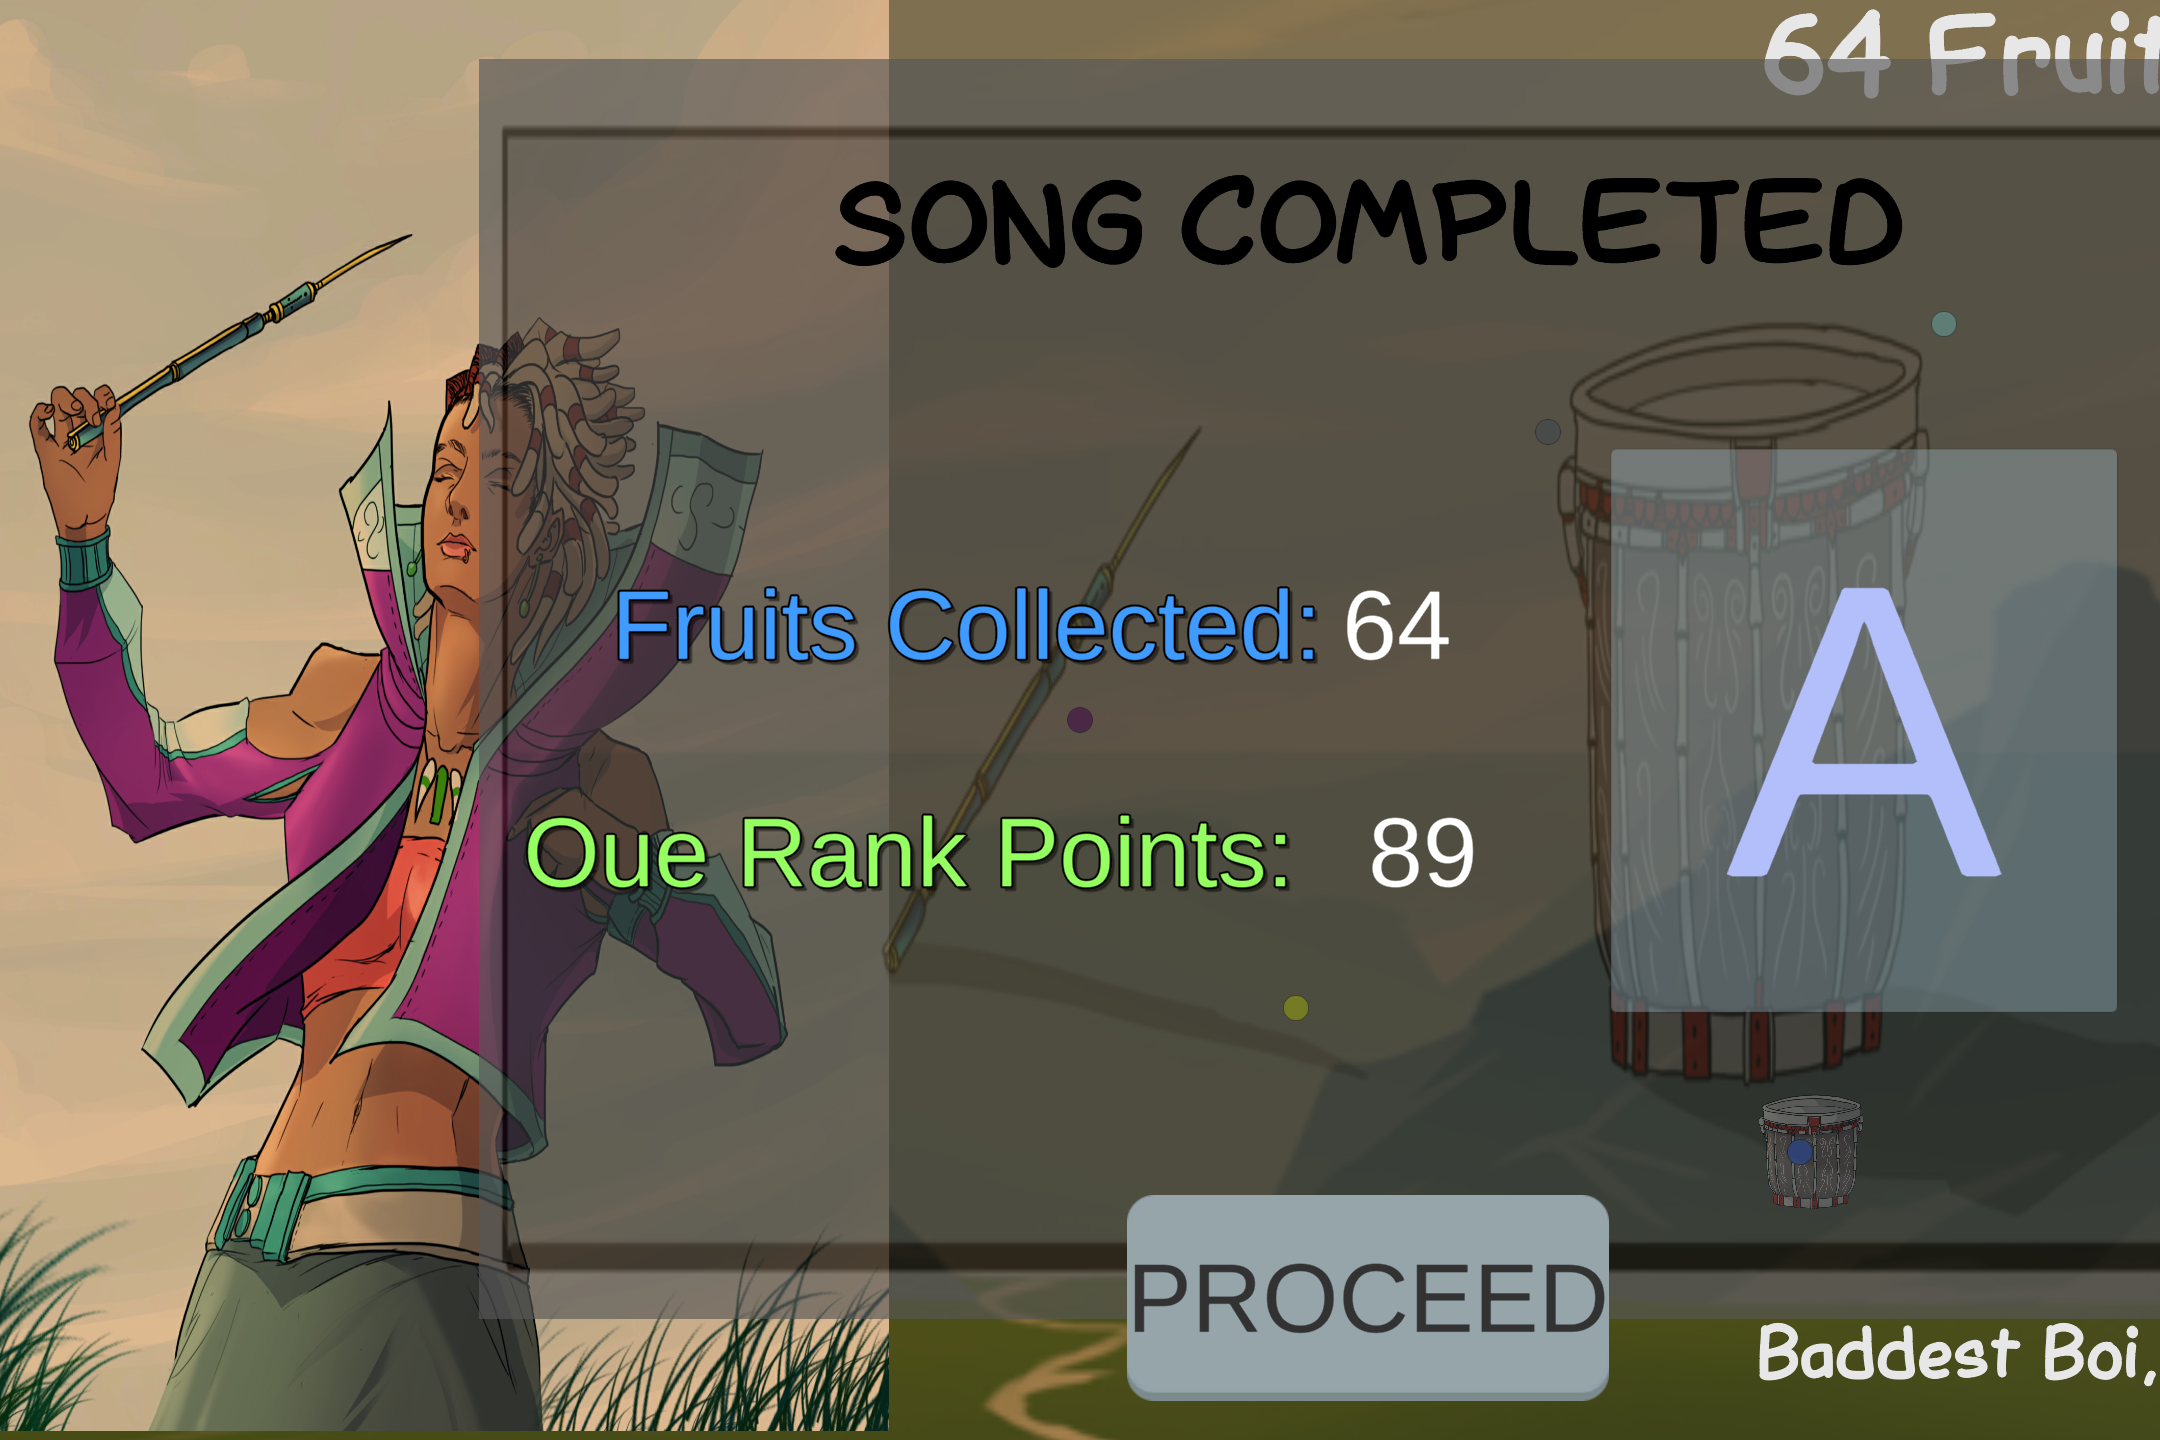 64 Fruit
SONG COMPLETED
Fruits Collected: 64
A
Oue Rank Points: 89
PROCEED
Baddest Boi,